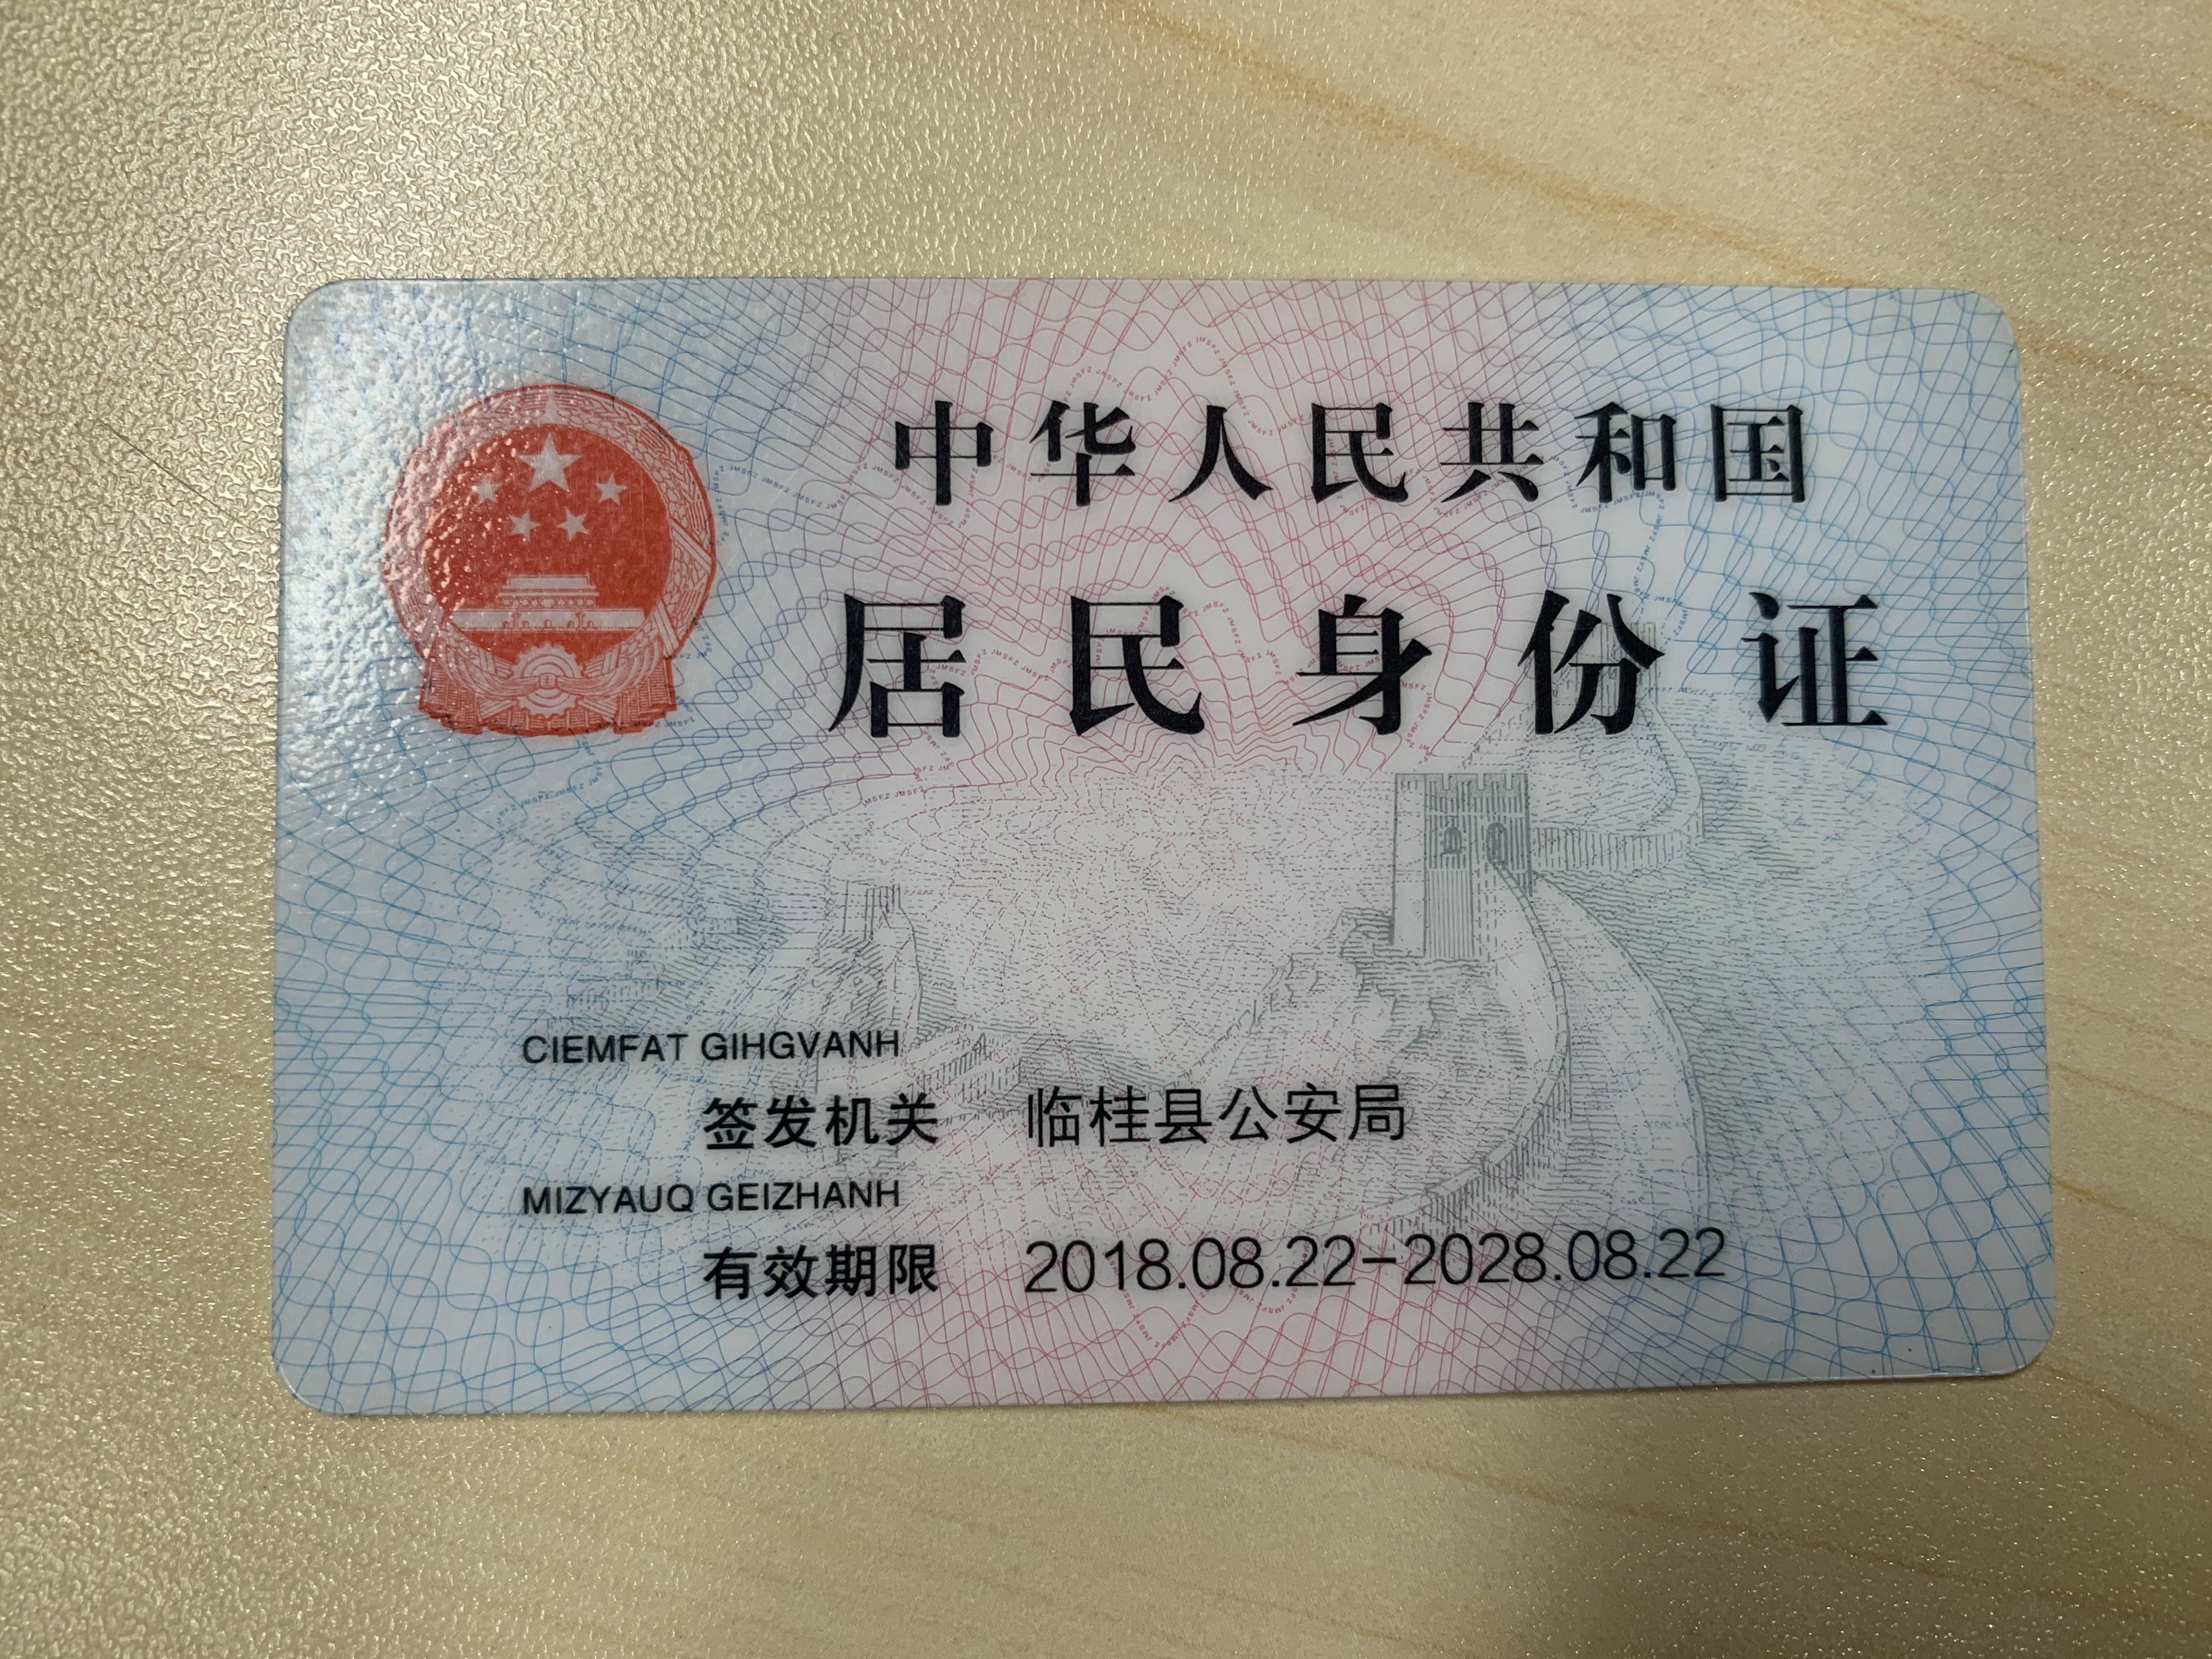 中华人民共和国
居民身份证
CIEMFAT GIHGVANH
签发机关 临桂县公安局
MIZYAUQ GEIZHANH
有效期限 2018.08.22-2028.08.22